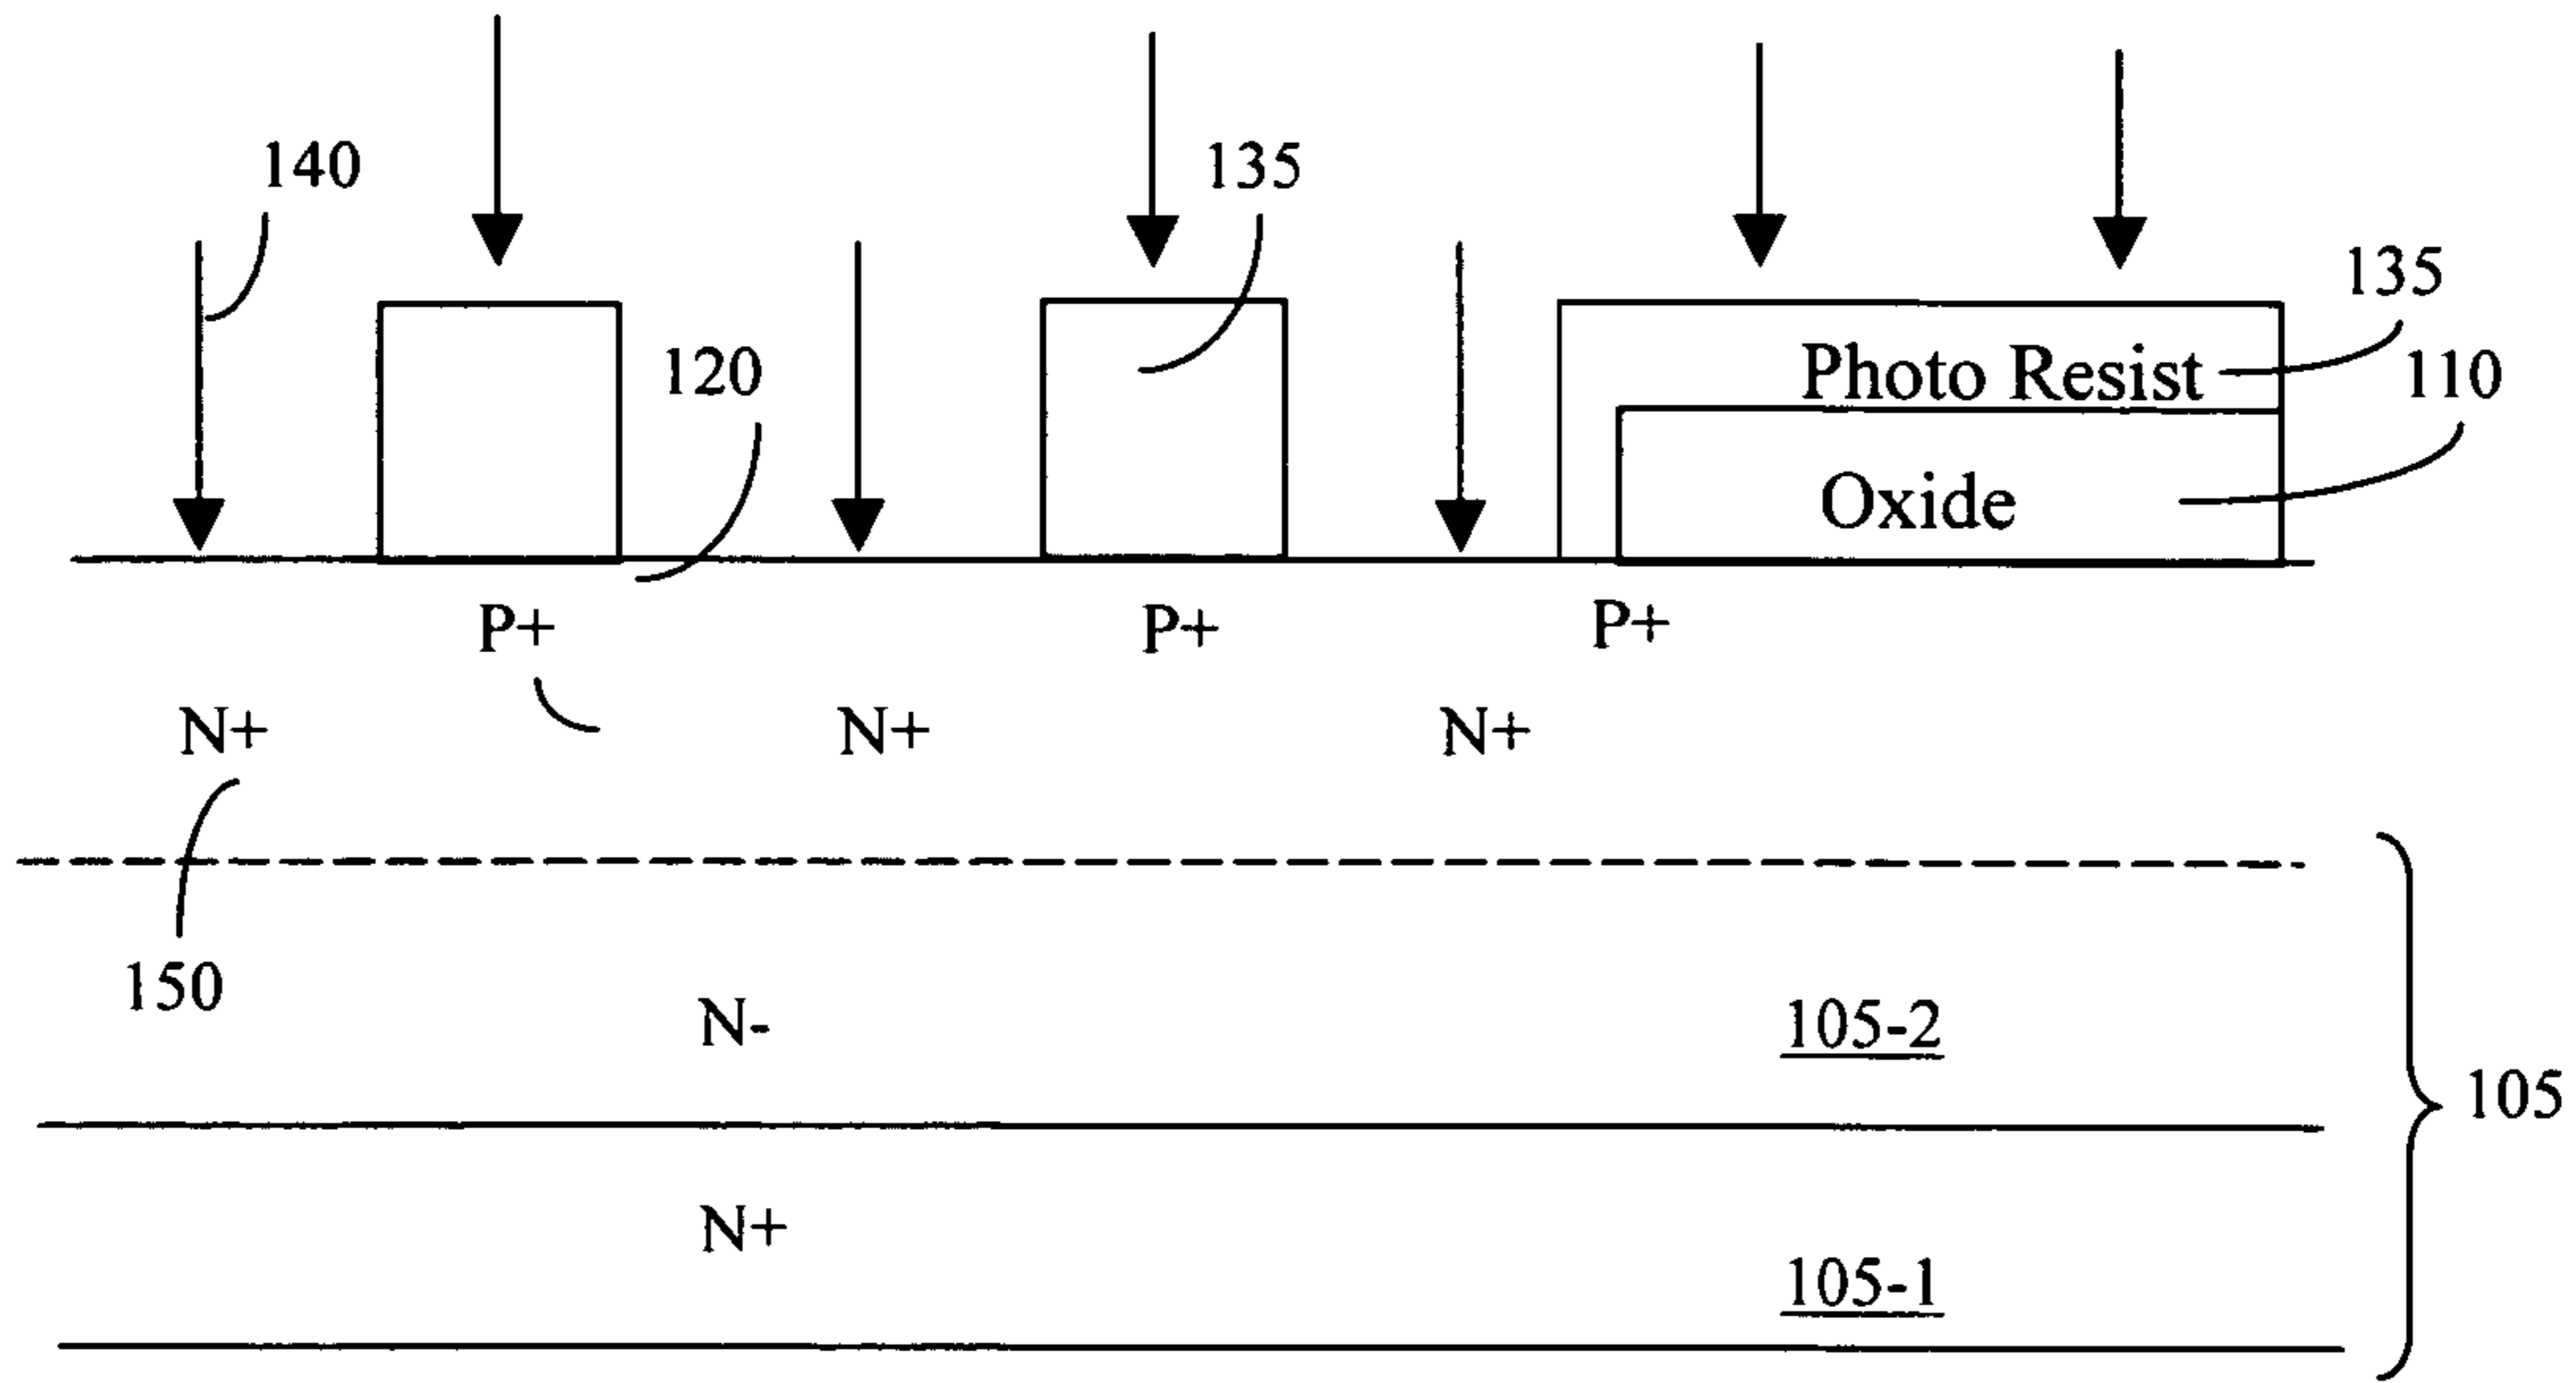 140
135
135
120
Photo Resist
110
Oxide
P+ P+ P+
N+ N+ N+
150
N- 105-2
105
N+
105-1